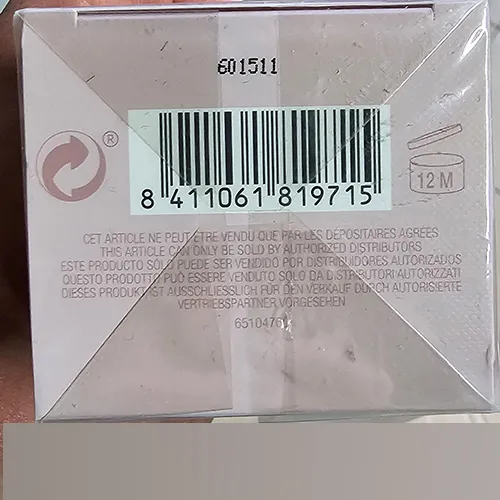 601511
®
12 M
8 411061 819715
CET ARTICLE NE PEUT ETRE VENDU QUE PAR LES DEPOSITAIRES AGREES
THIS ARTICLE CAN ONLY BE SOLD BY AUTHORIZED DISTRIBUTORS
ESTE PRODUCTO SOLO PUEDE SER VENDIDO POR DISTRIBUIDORES AUTORIZADOS
QUESTO PRODOTTO PUÒ ESSERE VENDUTO SOLO DA DISTRIBUTORI AUTORIZZATI
DIESES PRODUKT IST AUSSCHLIESSLICH FÜR DEN VERKAUF DURCH AUTORISIERTE
VERTRIEBSPARTNER VORGESEHEN